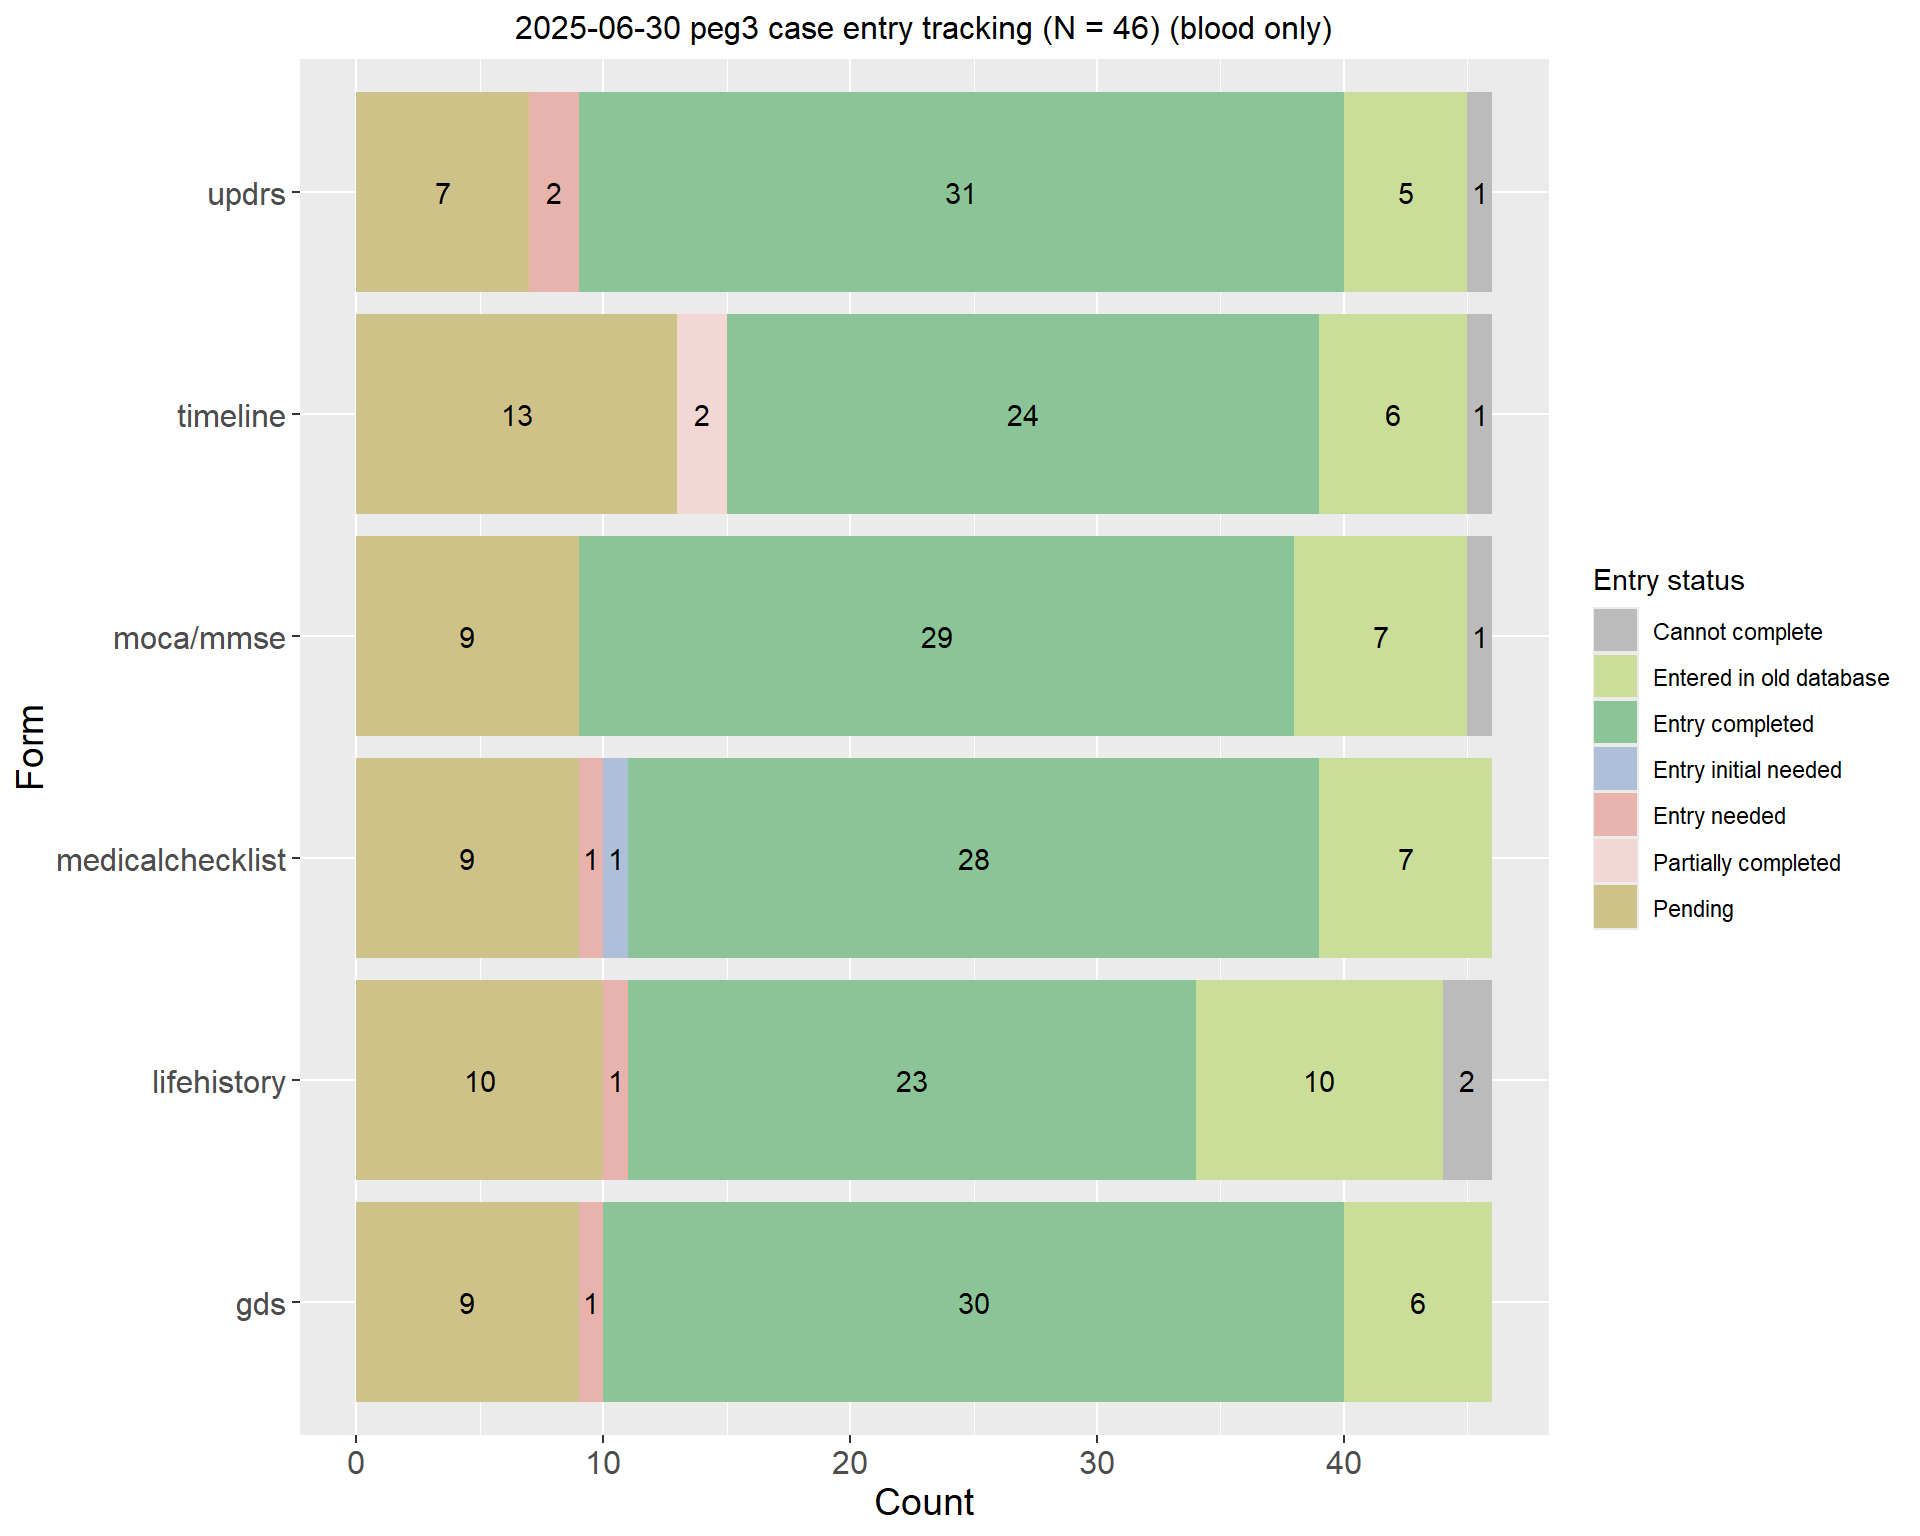 2025-06-30 peg3 case entry tracking (N = 46) (blood only)
updrs
7 2 31 5 1
timeline
13 2 24 6 1
moca/mmse
9 29 7 1
medicalchecklist
9 1 1 28 7
lifehistory
10 1 23 10 2
gds
9 1 30 6
0 10 20 30 40
Count
Form
Entry status
Cannot complete
Entered in old database
Entry completed
Entry initial needed
Entry needed
Partially completed
Pending